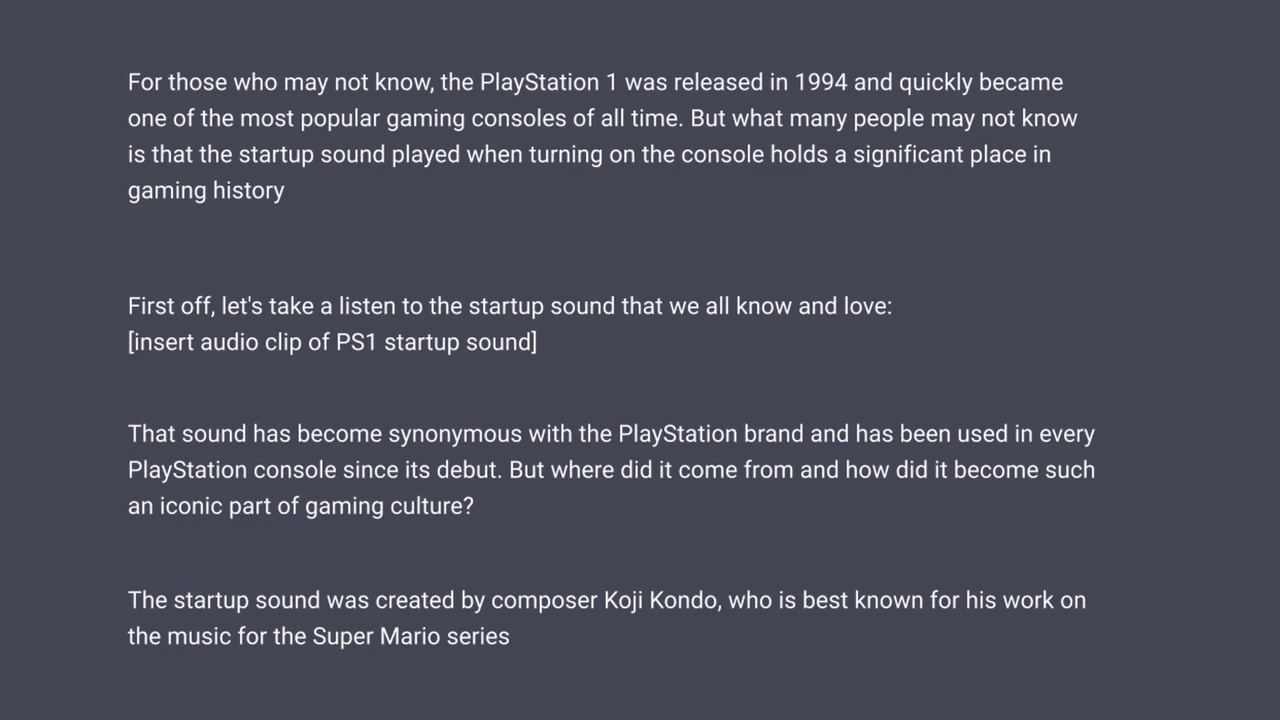 For those who may not know, the PlayStation 1 was released in 1994 and quickly became
one of the most popular gaming consoles of all time. But what many people may not know
is that the startup sound played when turning on the console holds a significant place in
gaming history
First off, let's take a listen to the startup sound that we all know and love:
[insert audio clip of PS1 startup sound]
That sound has become synonymous with the PlayStation brand and has been used in every
PlayStation console since its debut. But where did it come from and how did it become such
an iconic part of gaming culture?
The startup sound was created by composer Koji Kondo, who is best known for his work on
the music for the Super Mario series